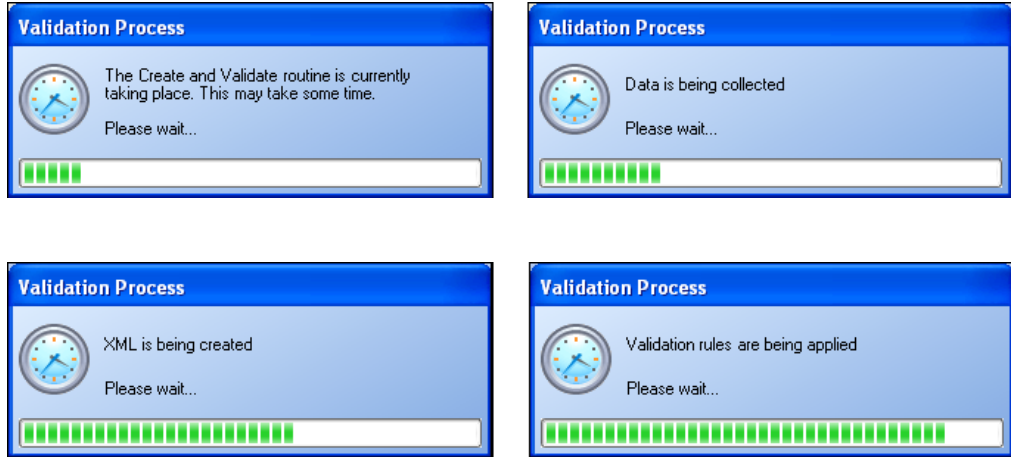 Validation Process
The Create and Validate routine is currently
taking place. This may take some time.
Please wait...
Validation Process
Data is being collected
Please wait...
Validation Process
XML is being created
Please wait...
Validation Process
Validation rules are being applied
Please wait...